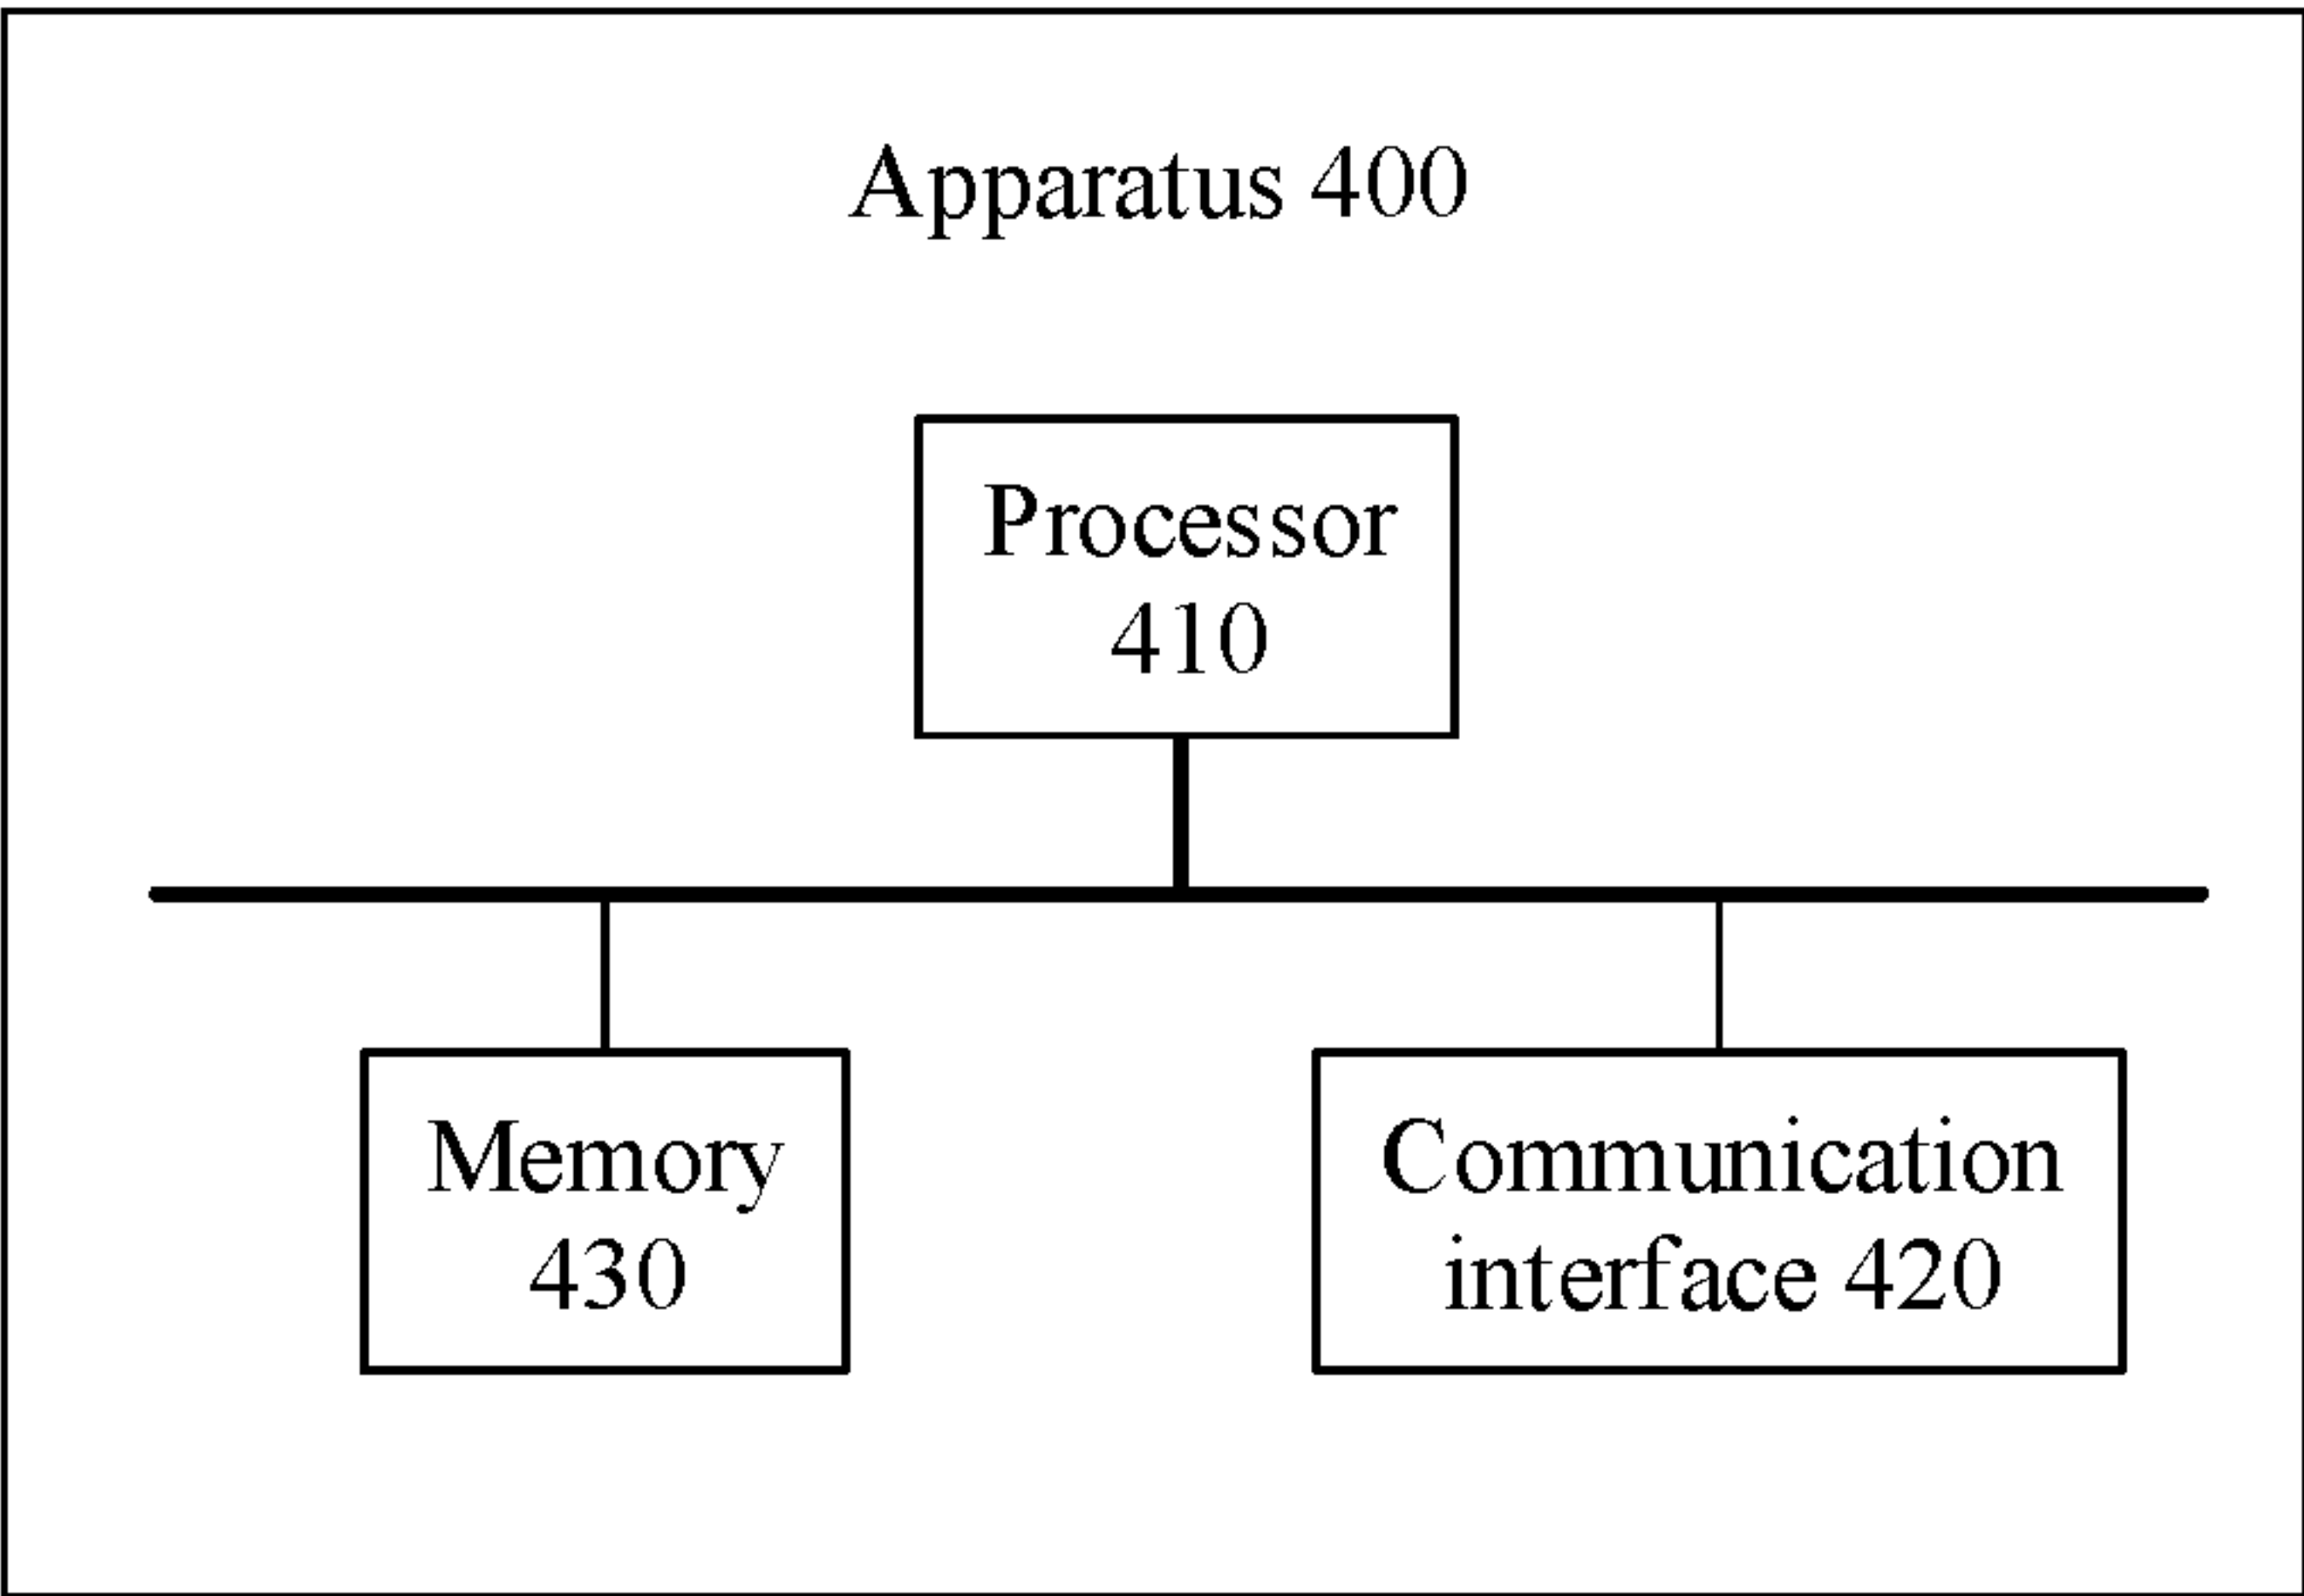 Apparatus 400
Processor
410
Memory
430
Communication
interface 420